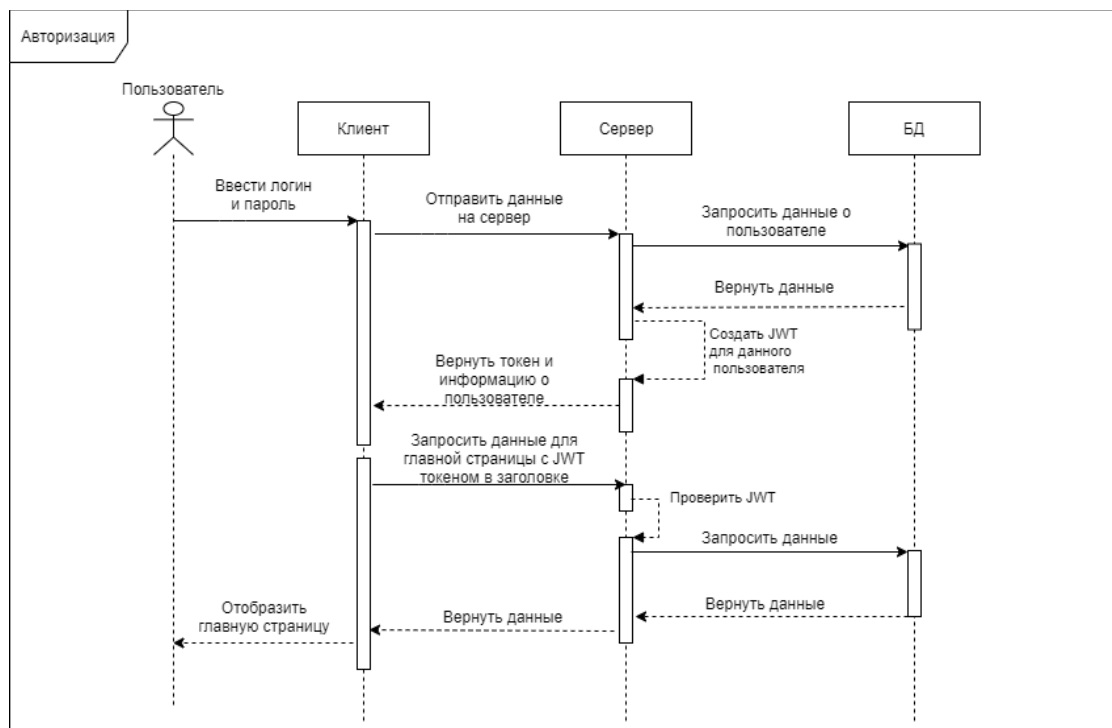 Авторизация
Пользователь
Клиент
Сервер
БД
Ввести логин
и пароль
Отправить данные
на сервер
Запросить данные о
пользователе
Вернуть данные
Создать JWT
для данного
пользователя
Вернуть токен и
информацию о
пользователе
Запросить данные для
главной страницы с JWT
токеном в заголовке
Проверить JWT
Запросить данные
Вернуть данные
Вернуть данные
Отобразить
главную страницу